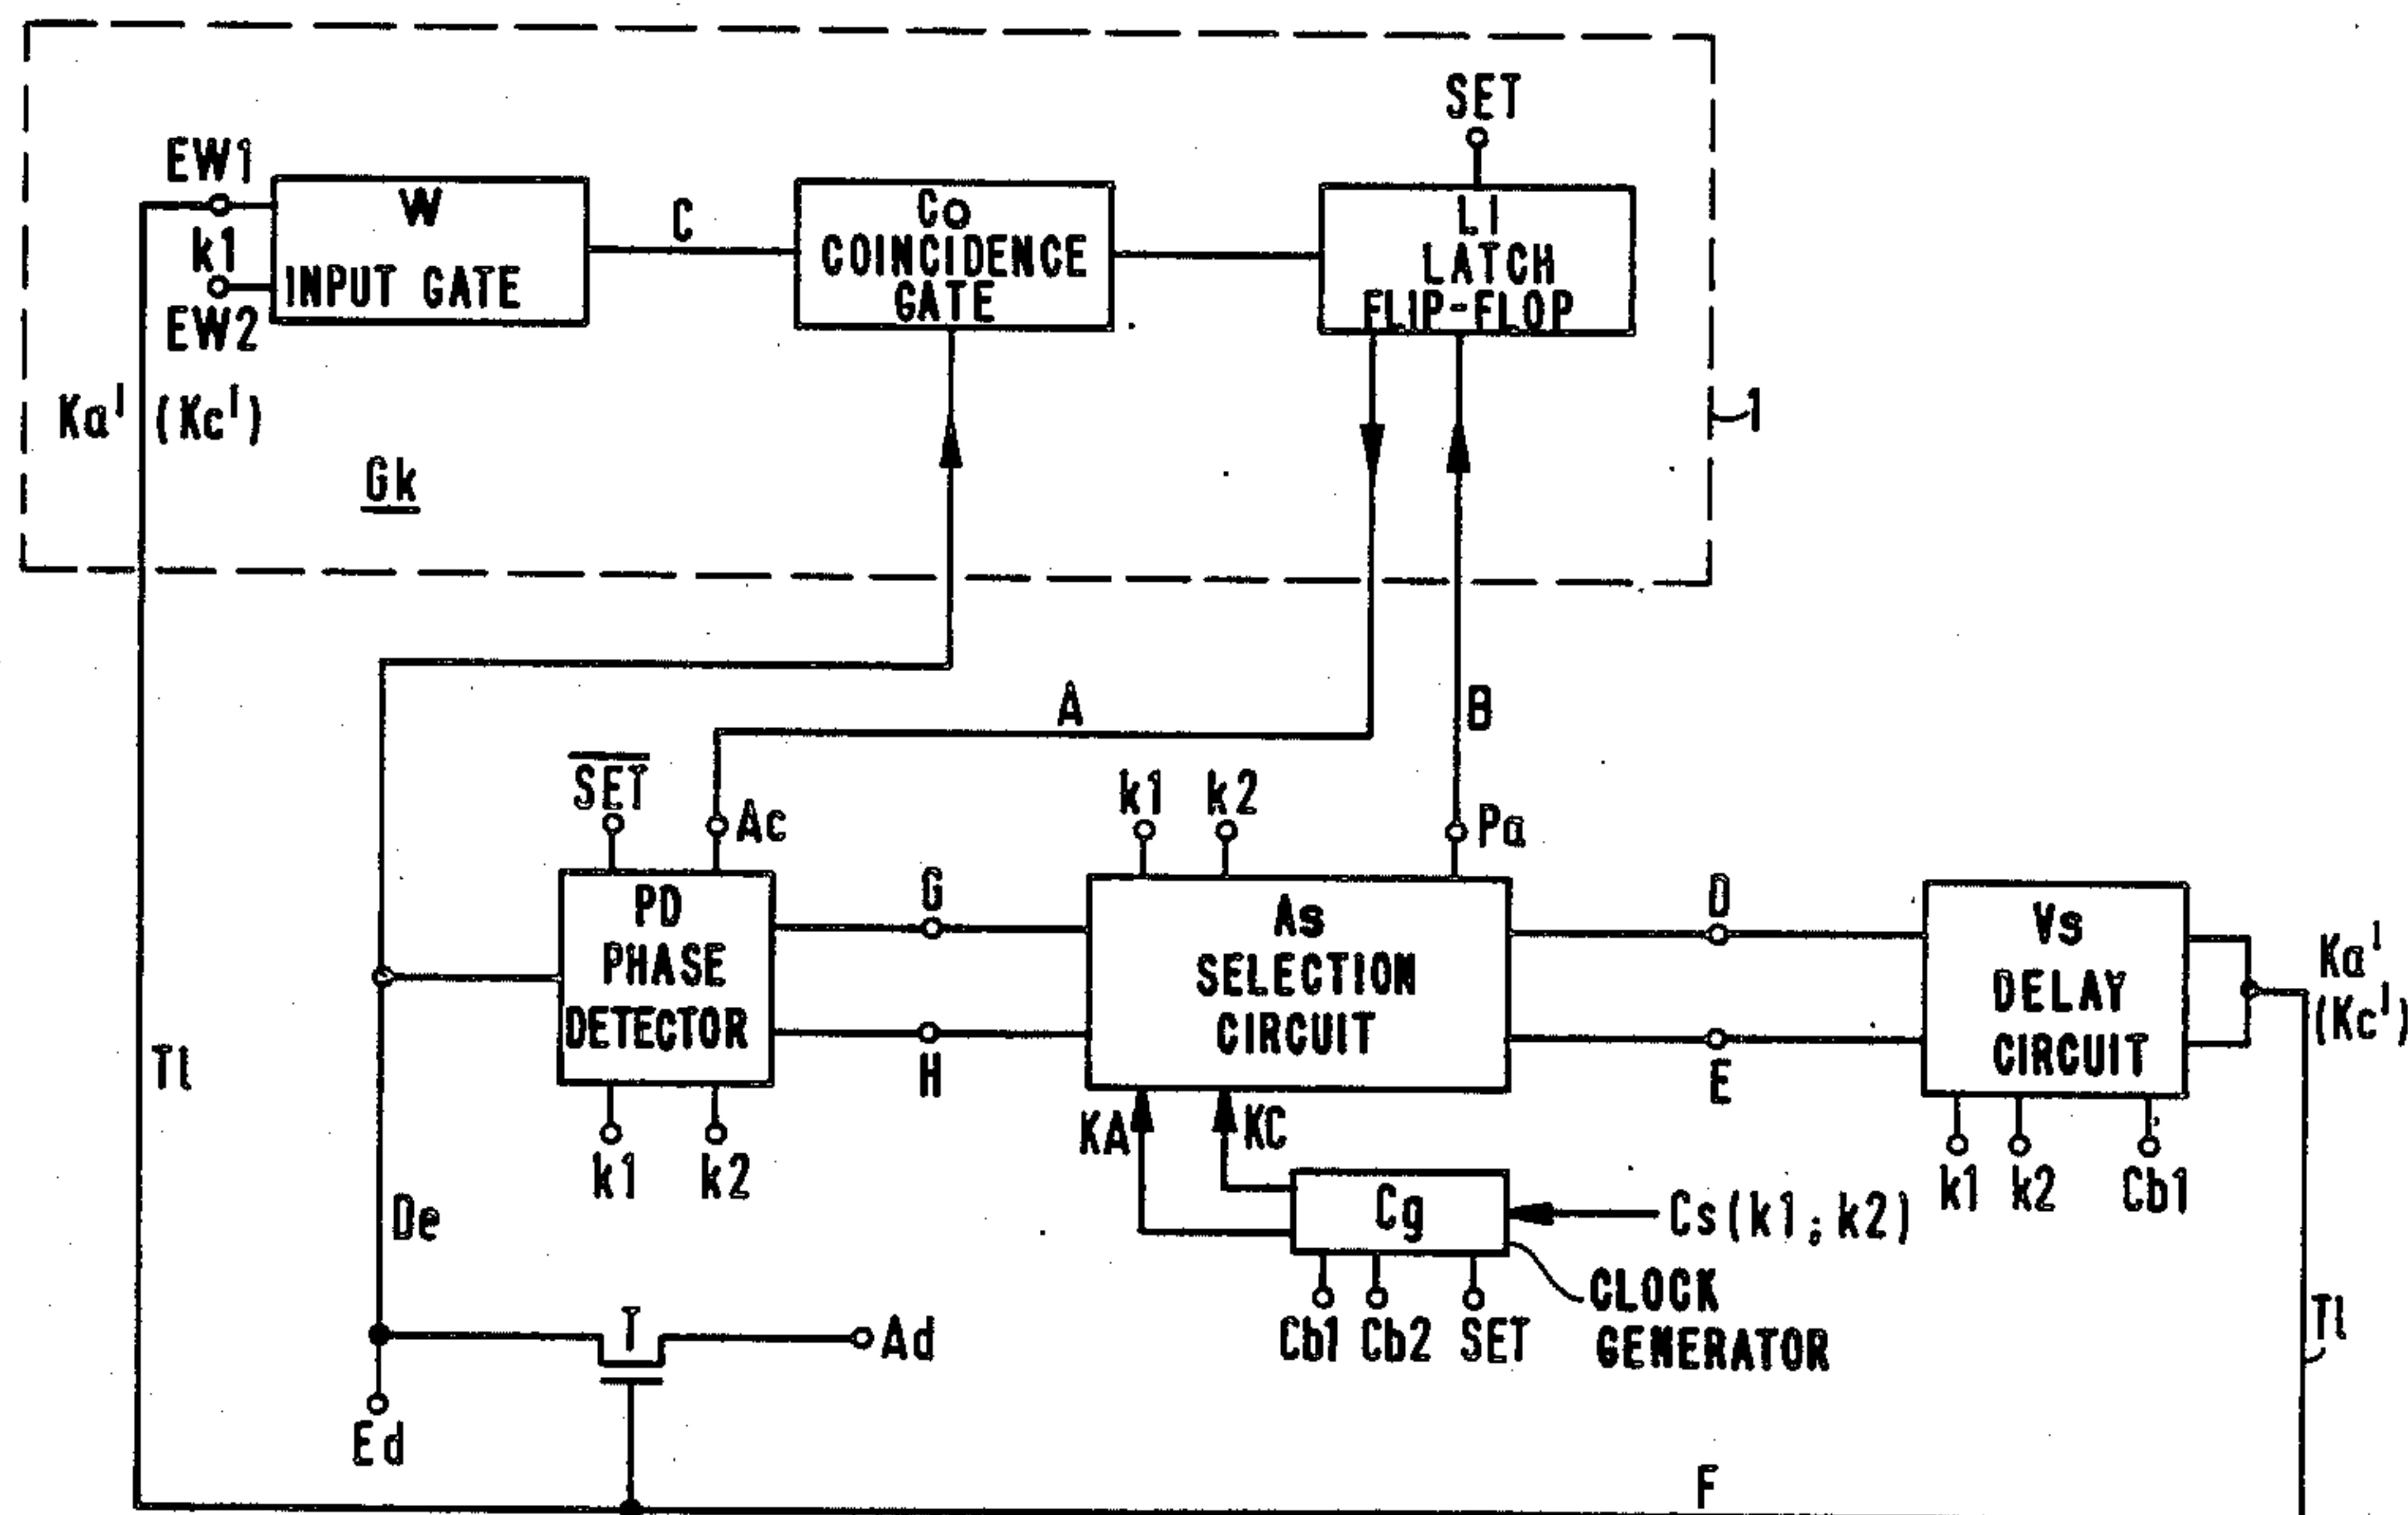 SET
EW1
W
INPUT GATE
k1
EW2
C
Co
COINCIDENCE
GATE
L1
LATCH
FLIP-FLOP
Ka' (Kc')
1
Gk
A
B
SET
Ac
k1 k2
Pa
PD
PHASE
DETECTOR
G
H
As
SELECTION
CIRCUIT
D
E
Vs
DELAY
CIRCUIT
Ka'
(Kc')
Tl
k1 k2
KA
KC
k1 k2 Cb1
De
Cg
Cs(k1;k2)
CLOCK
GENERATOR
Cb1 Cb2 SET
T
Ad
Tl
Ed
F